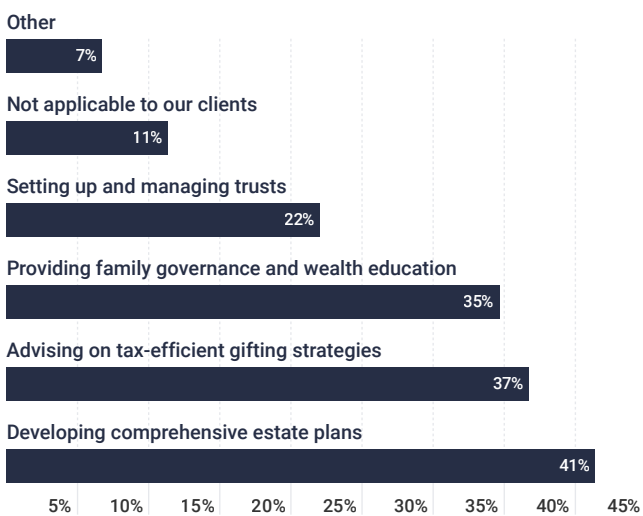 Other
7%
Not applicable to our clients
11%
Setting up and managing trusts
22%
Providing family governance and wealth education
35%
Advising on tax-efficient gifting strategies
37%
Developing comprehensive estate plans
41%
5% 10% 15% 20% 25% 30% 35% 40% 45%